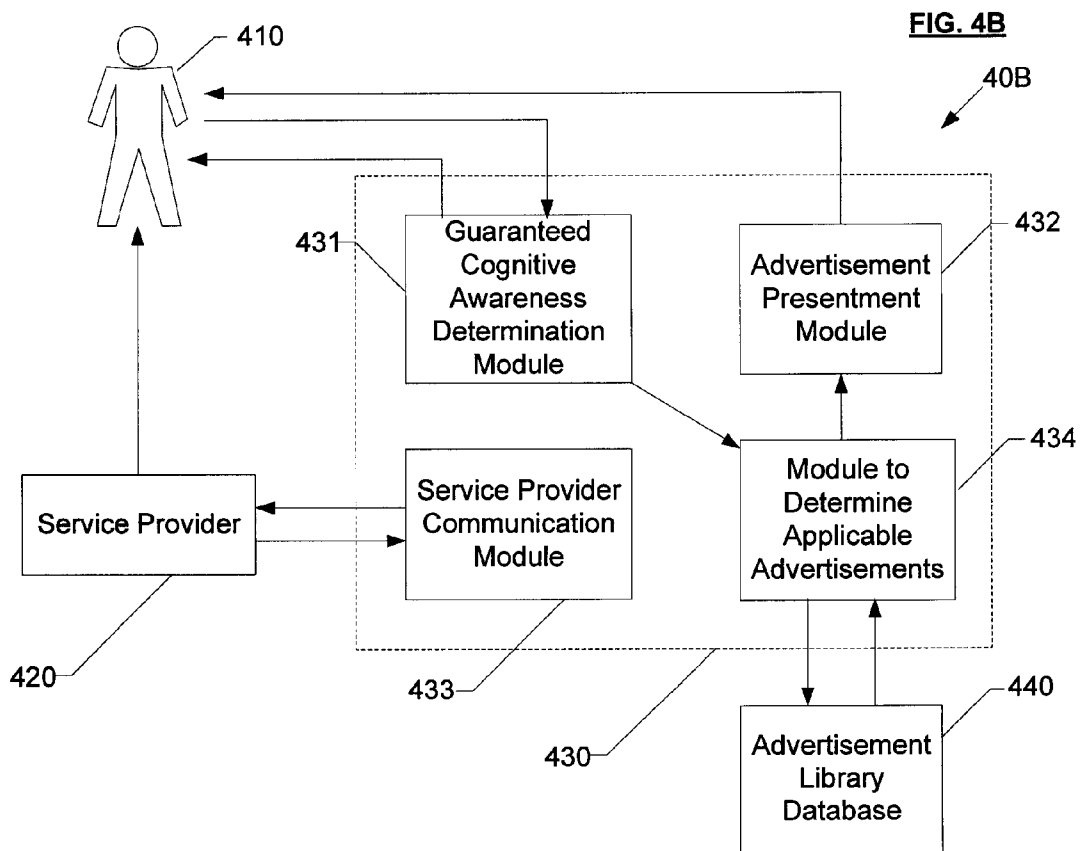 FIG. 4B
410
40B
431
Guaranteed
Cognitive
Awareness
Determination
Module
432
Advertisement
Presentment
Module
434
Module to
Determine
Applicable
Advertisements
Service Provider
Service Provider
Communication
Module
420
433
430
440
Advertisement
Library
Database